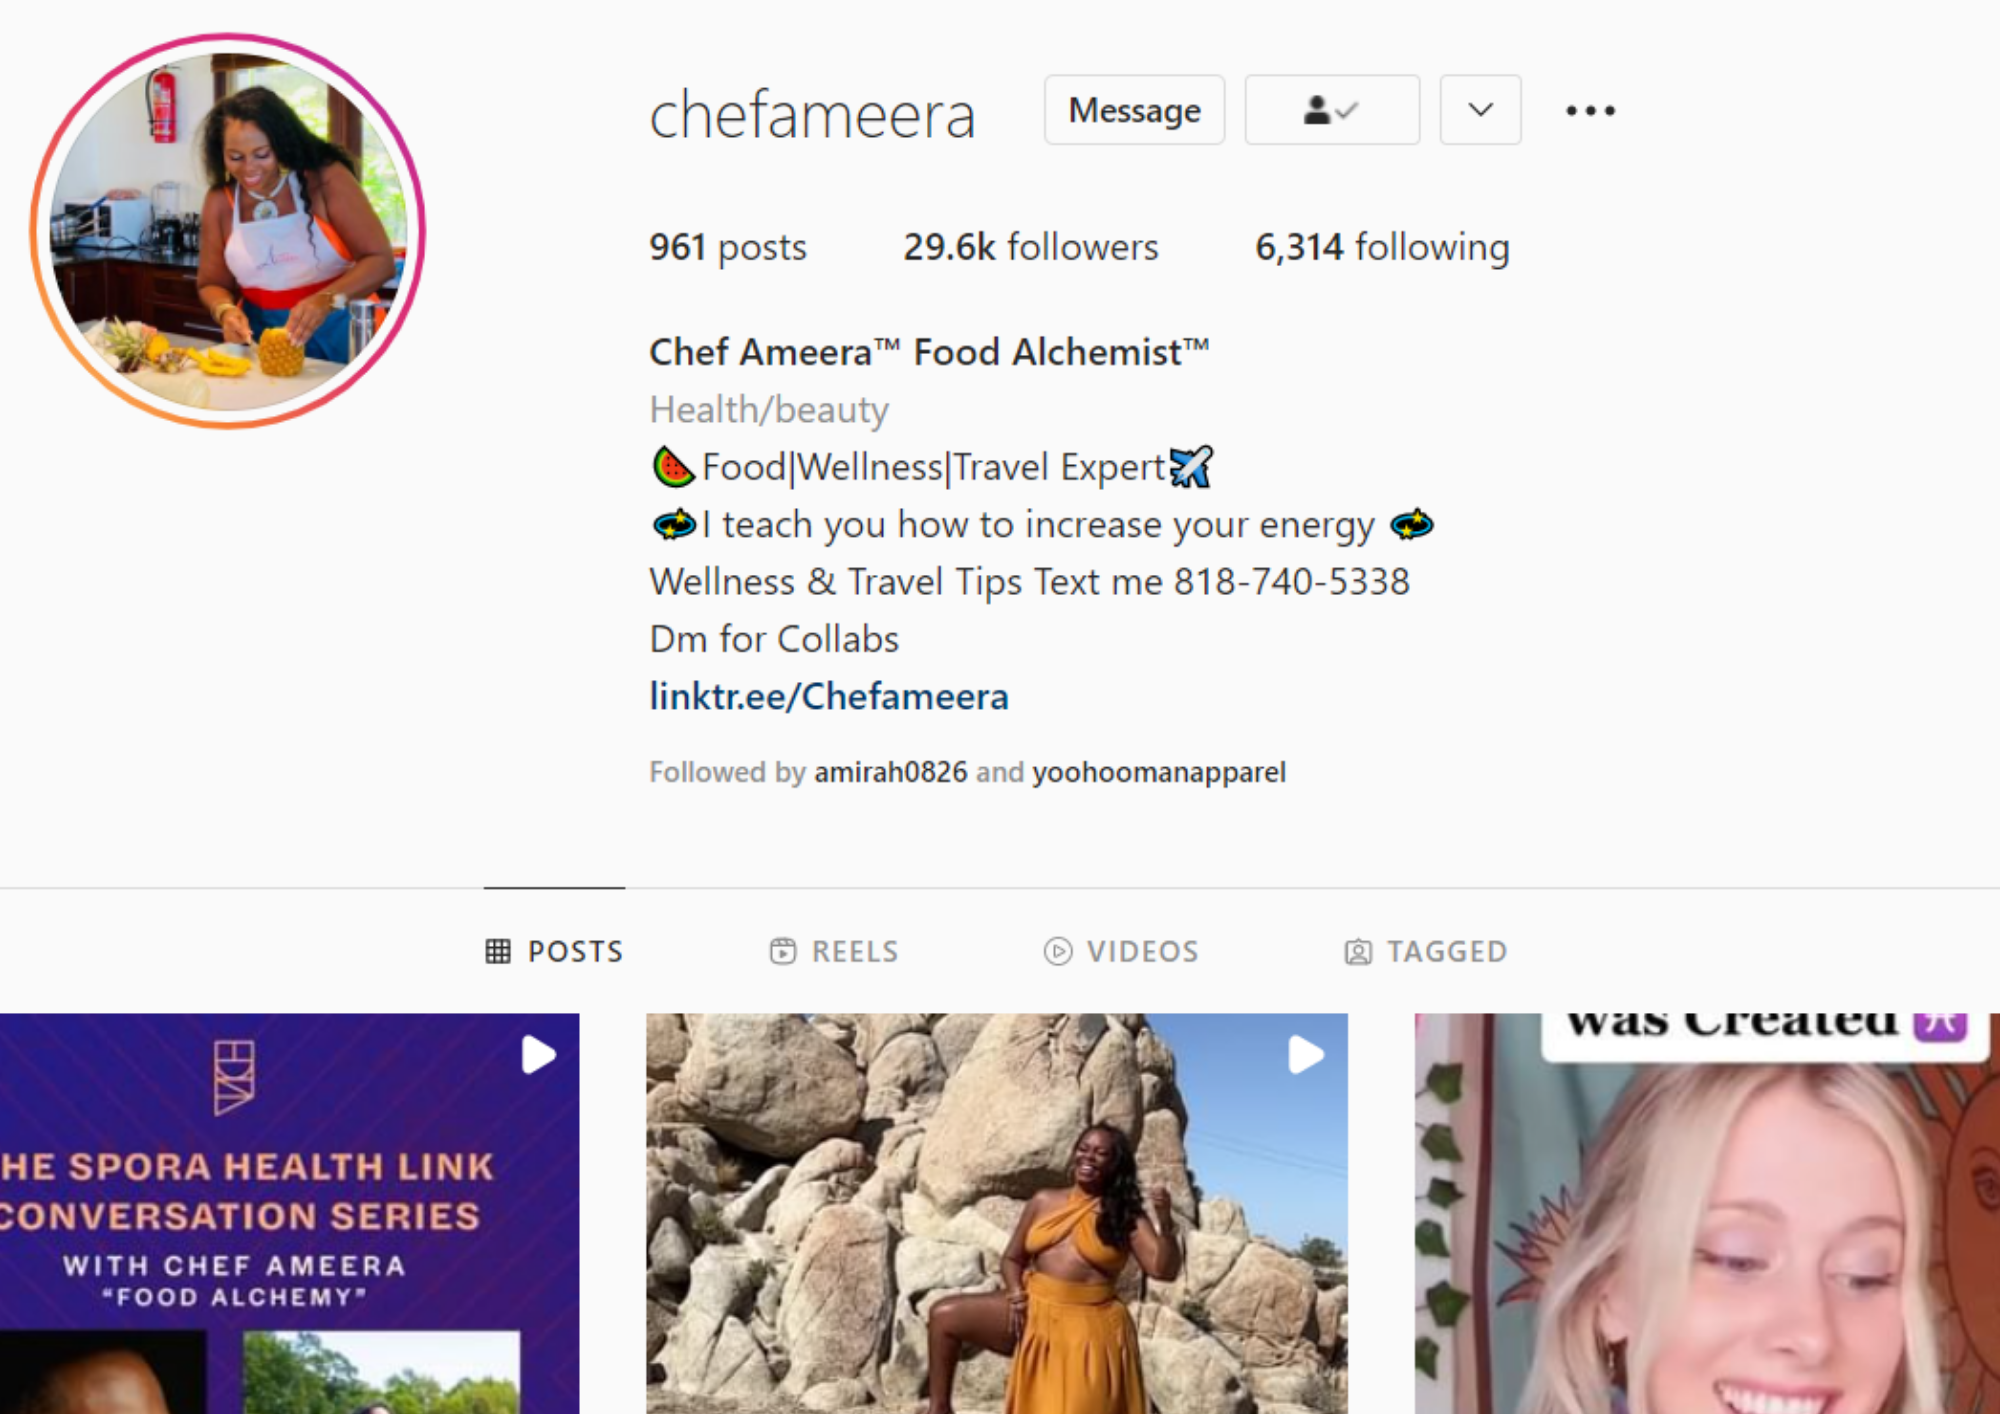 chefameera
Message
961 posts 29.6k followers 6,314 following
Chef Ameera™ Food Alchemist™
Health/beauty
🍉Food|Wellness|Travel Expert✈️
💫I teach you how to increase your energy 💫
Wellness & Travel Tips Text me 818-740-5338
Dm for Collabs
linktr.ee/Chefameera
Followed by amirah0826 and yoohoomanapparel
POSTS REELS VIDEOS TAGGED
HE SPORA HEALTH LINK
CONVERSATION SERIES
WITH CHEF AMEERA
"FOOD ALCHEMY"
was Created ♓